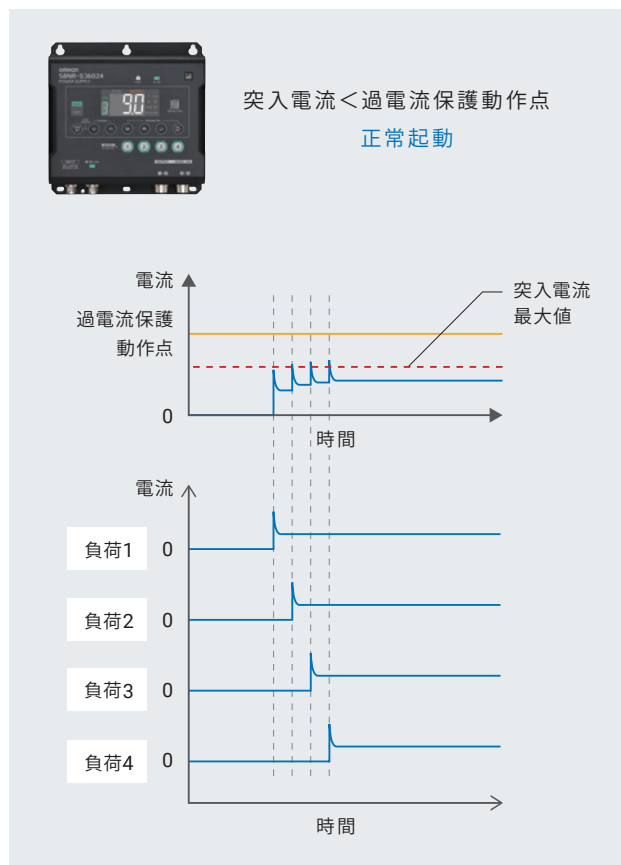 OMRON
S8NR-S36024
POWER SUPPLY
9.0
突入電流＜過電流保護動作点
正常起動
電流
過電流保護
動作点
突入電流
最大値
0
時間
電流
負荷1 0
負荷2 0
負荷3 0
負荷4 0
時間